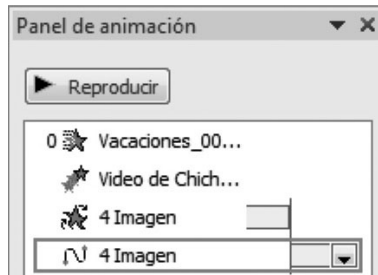 Panel de animación
Reproducir
0 Vacaciones_00...
Video de Chich...
4 Imagen
4 Imagen